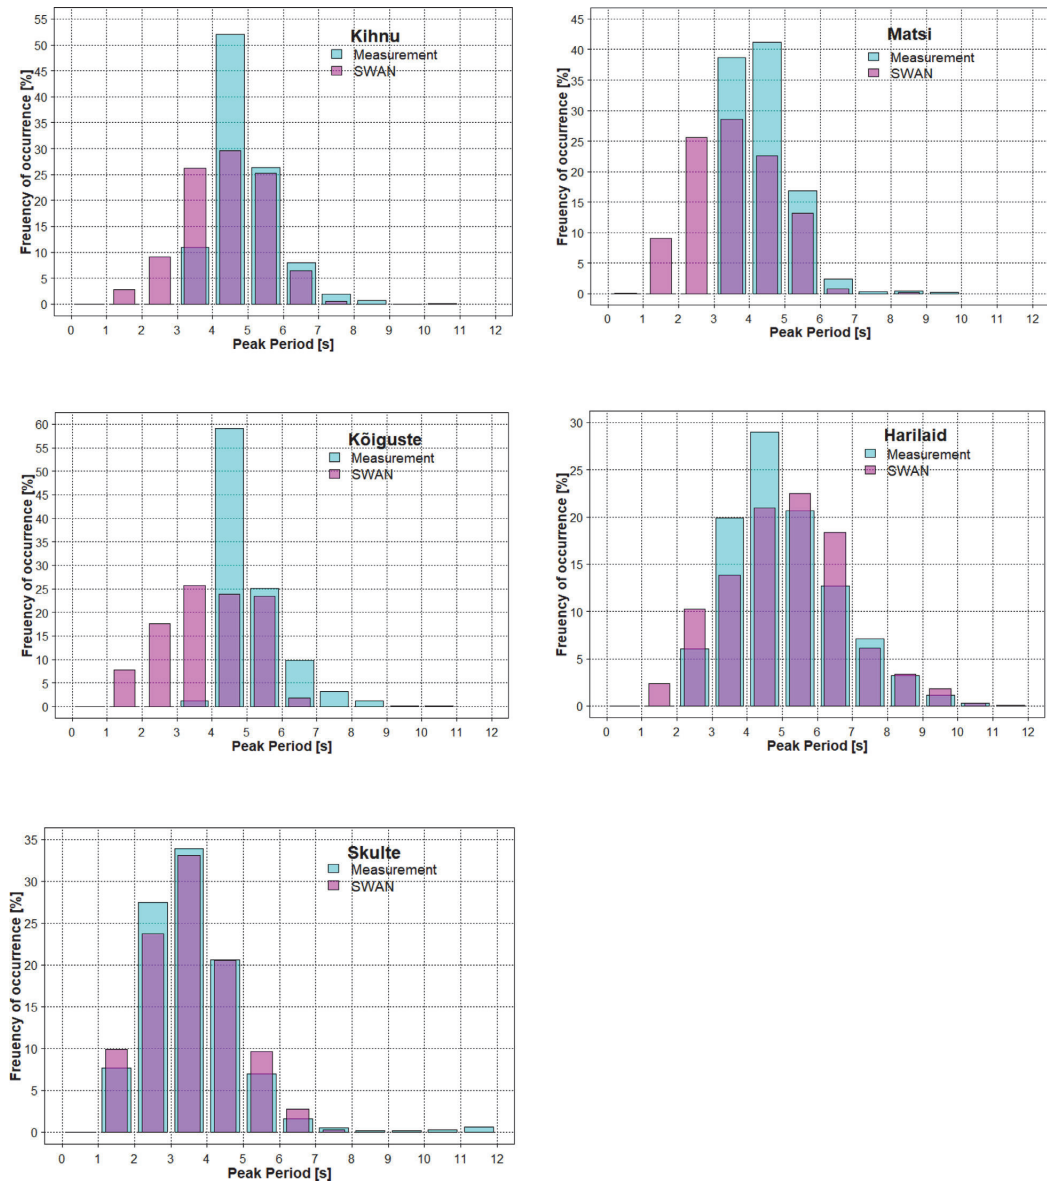 Kihnu
Measurement
SWAN
Freuency of occurrence [%]
55
50
45
40
35
30
25
20
15
10
5
0
0 1 2 3 4 5 6 7 8 9 10 11 12
Peak Period [s]
Matsi
Measurement
SWAN
Freuency of occurrence [%]
45
40
35
30
25
20
15
10
5
0
0 1 2 3 4 5 6 7 8 9 10 11 12
Peak Period [s]
Kõiguste
Measurement
SWAN
Freuency of occurrence [%]
60
55
50
45
40
35
30
25
20
15
10
5
0
0 1 2 3 4 5 6 7 8 9 10 11 12
Peak Period [s]
Harilaid
Measurement
SWAN
Freuency of occurrence [%]
30
25
20
15
10
5
0
0 1 2 3 4 5 6 7 8 9 10 11 12
Peak Period [s]
Skulte
Measurement
SWAN
Freuency of occurrence [%]
35
30
25
20
15
10
5
0
0 1 2 3 4 5 6 7 8 9 10 11 12
Peak Period [s]